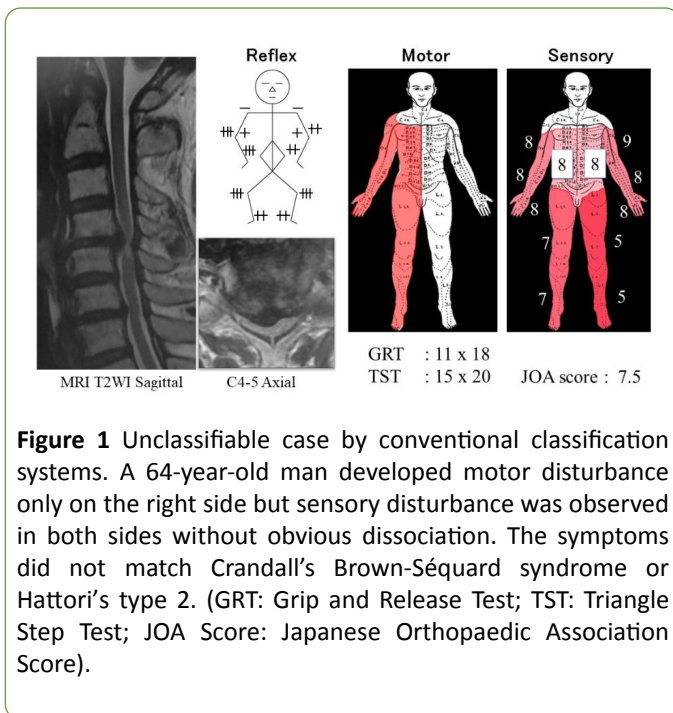 Reflex
Motor
Sensory
8
9
8
8
8
8
8
8
7
5
7
5
MRI T2WI Sagittal
C4-5 Axial
GRT : 11 x 18
TST : 15 x 20
JOA score : 7.5
Figure 1 Unclassifiable case by conventional classification
systems. A 64-year-old man developed motor disturbance
only on the right side but sensory disturbance was observed
in both sides without obvious dissociation. The symptoms
did not match Crandall’s Brown-Séquard syndrome or
Hattori’s type 2. (GRT: Grip and Release Test; TST: Triangle
Step Test; JOA Score: Japanese Orthopaedic Association
Score).